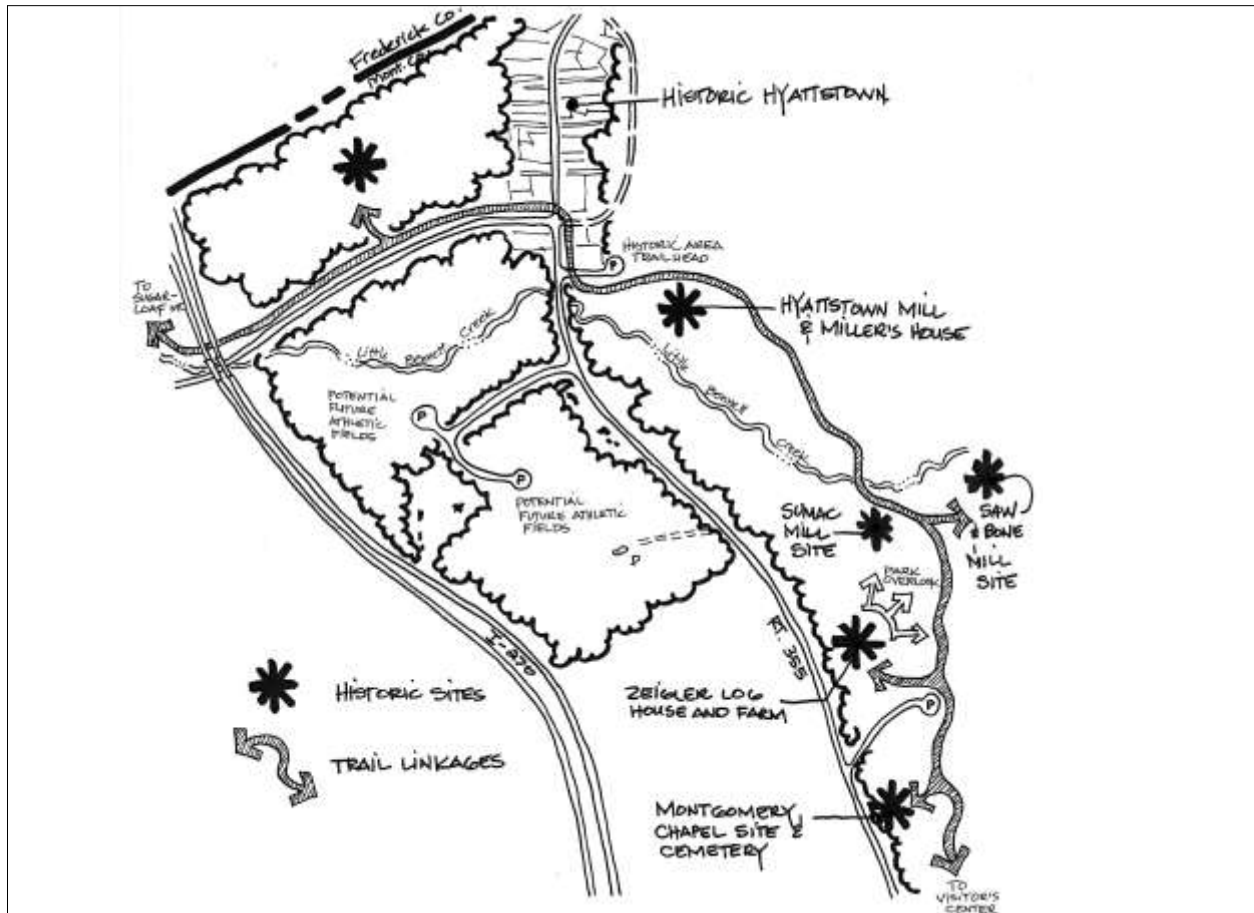 Frederick Co.
Mont. Co.
HISTORIC HYATTSTOWN
HISTORIC AREA
TRAIL HEAD
P
TO
SUGAR-
LOAF MT.
HYATTSTOWN MILL
& MILLER'S HOUSE
Little Bennett Creek
Little Bennett Creek
POTENTIAL
FUTURE
ATHLETIC
FIELDS
P
P
POTENTIAL
FUTURE ATHLETIC
FIELDS
SUMAC
MILL
SITE
SAW
& BONE
MILL
SITE
PARK
OVERLOOK
P
RT. 355
I-270
HISTORIC SITES
ZEIGLER LOG
HOUSE AND FARM
P
TRAIL LINKAGES
MONTGOMERY
CHAPEL SITE &
CEMETERY
TO
VISITOR'S
CENTER